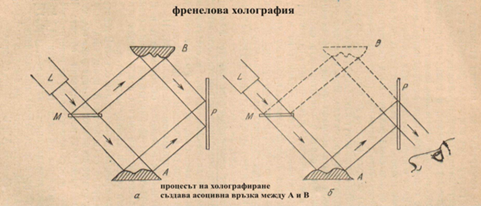 френелова холография
B
L
M
P
A
a
B
L
M
P
A
б
процесът на холографиране
създава асоцивна връзка между А и В